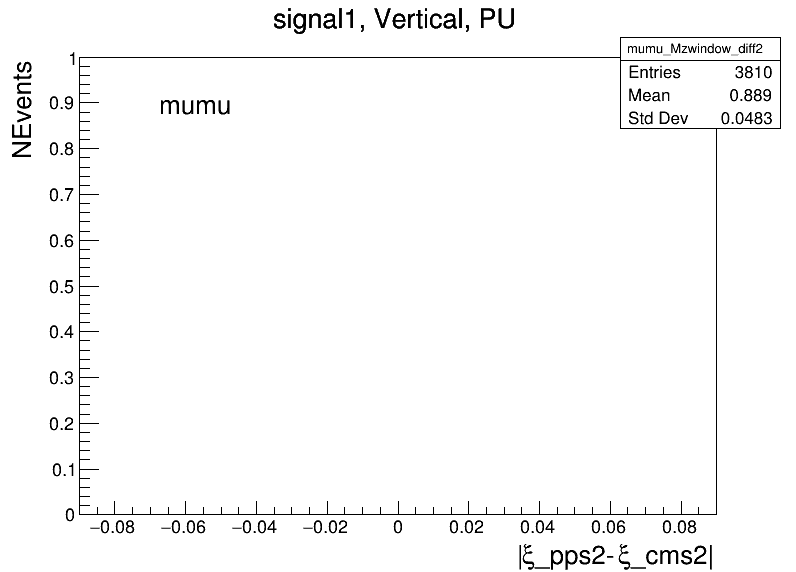 signal1, Vertical, PU
mumu_Mzwindow_diff2
Entries 3810
Mean 0.889
Std Dev 0.0483
NEvents
mumu
1
0.9
0.8
0.7
0.6
0.5
0.4
0.3
0.2
0.1
0
−0.08 −0.06 −0.04 −0.02 0 0.02 0.04 0.06 0.08
|ξ_pps2-ξ_cms2|